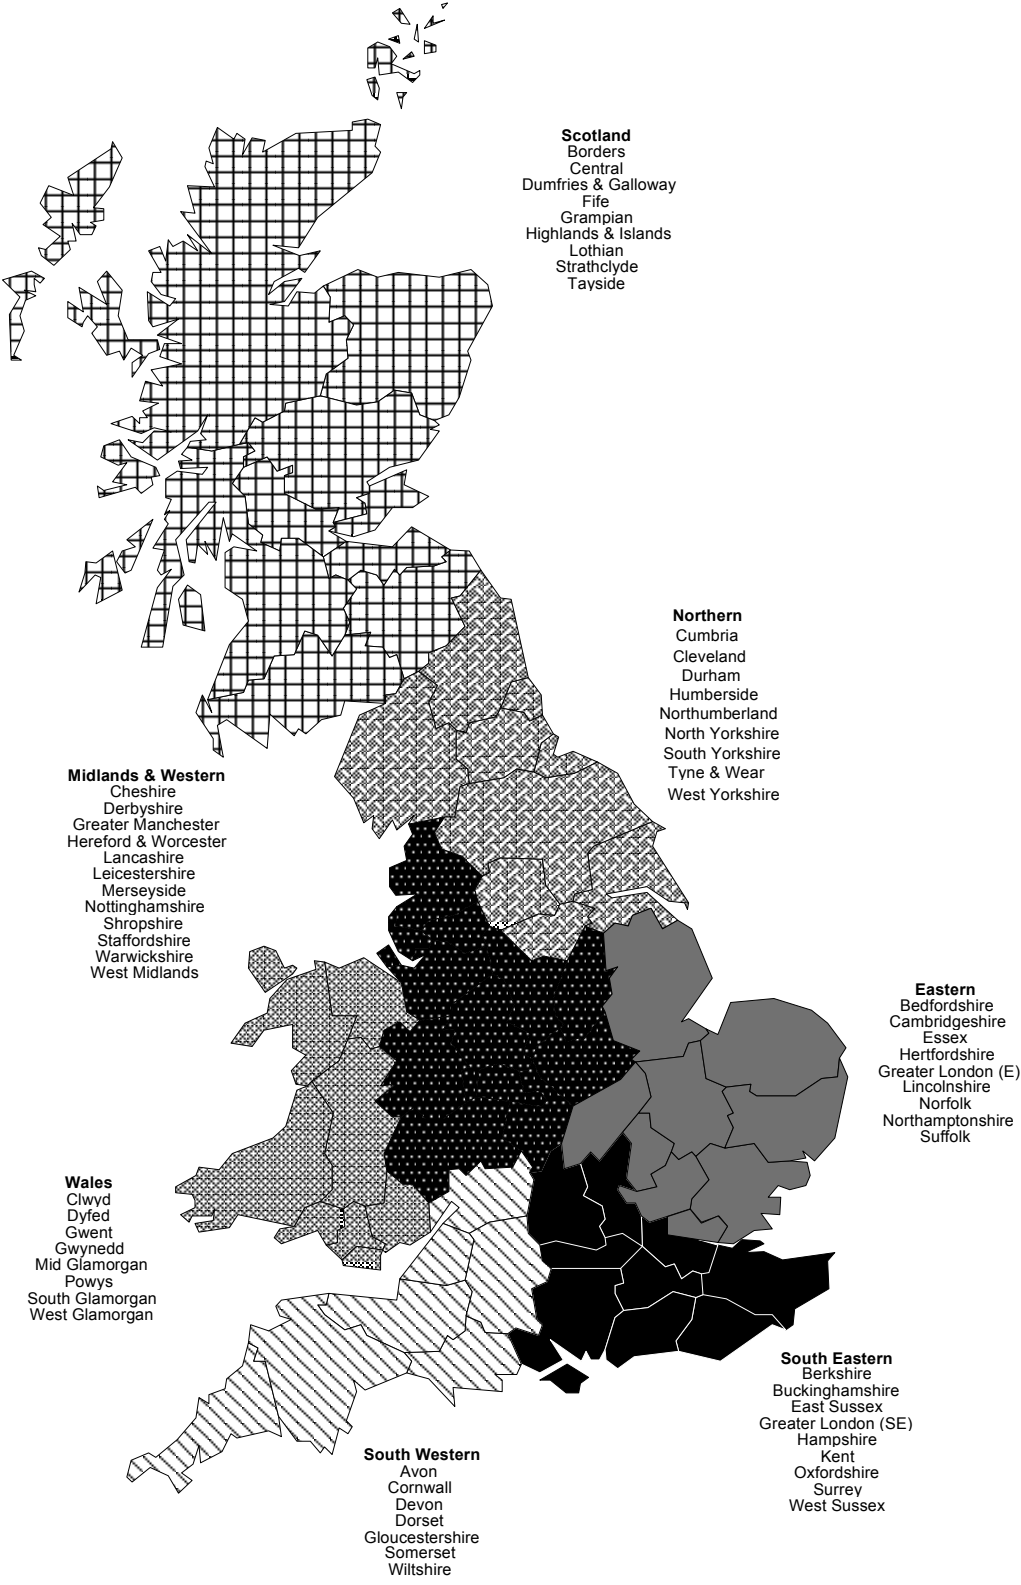 Scotland
Borders
Central
Dumfries & Galloway
Fife
Grampian
Highlands & Islands
Lothian
Strathclyde
Tayside
Northern
Cumbria
Cleveland
Durham
Humberside
Northumberland
North Yorkshire
South Yorkshire
Tyne & Wear
West Yorkshire
Midlands & Western
Cheshire
Derbyshire
Greater Manchester
Hereford & Worcester
Lancashire
Leicestershire
Merseyside
Nottinghamshire
Shropshire
Staffordshire
Warwickshire
West Midlands
Eastern
Bedfordshire
Cambridgeshire
Essex
Hertfordshire
Greater London (E)
Lincolnshire
Norfolk
Northamptonshire
Suffolk
Wales
Clwyd
Dyfed
Gwent
Gwynedd
Mid Glamorgan
Powys
South Glamorgan
West Glamorgan
South Eastern
Berkshire
Buckinghamshire
East Sussex
Greater London (SE)
Hampshire
Kent
Oxfordshire
Surrey
West Sussex
South Western
Avon
Cornwall
Devon
Dorset
Gloucestershire
Somerset
Wiltshire